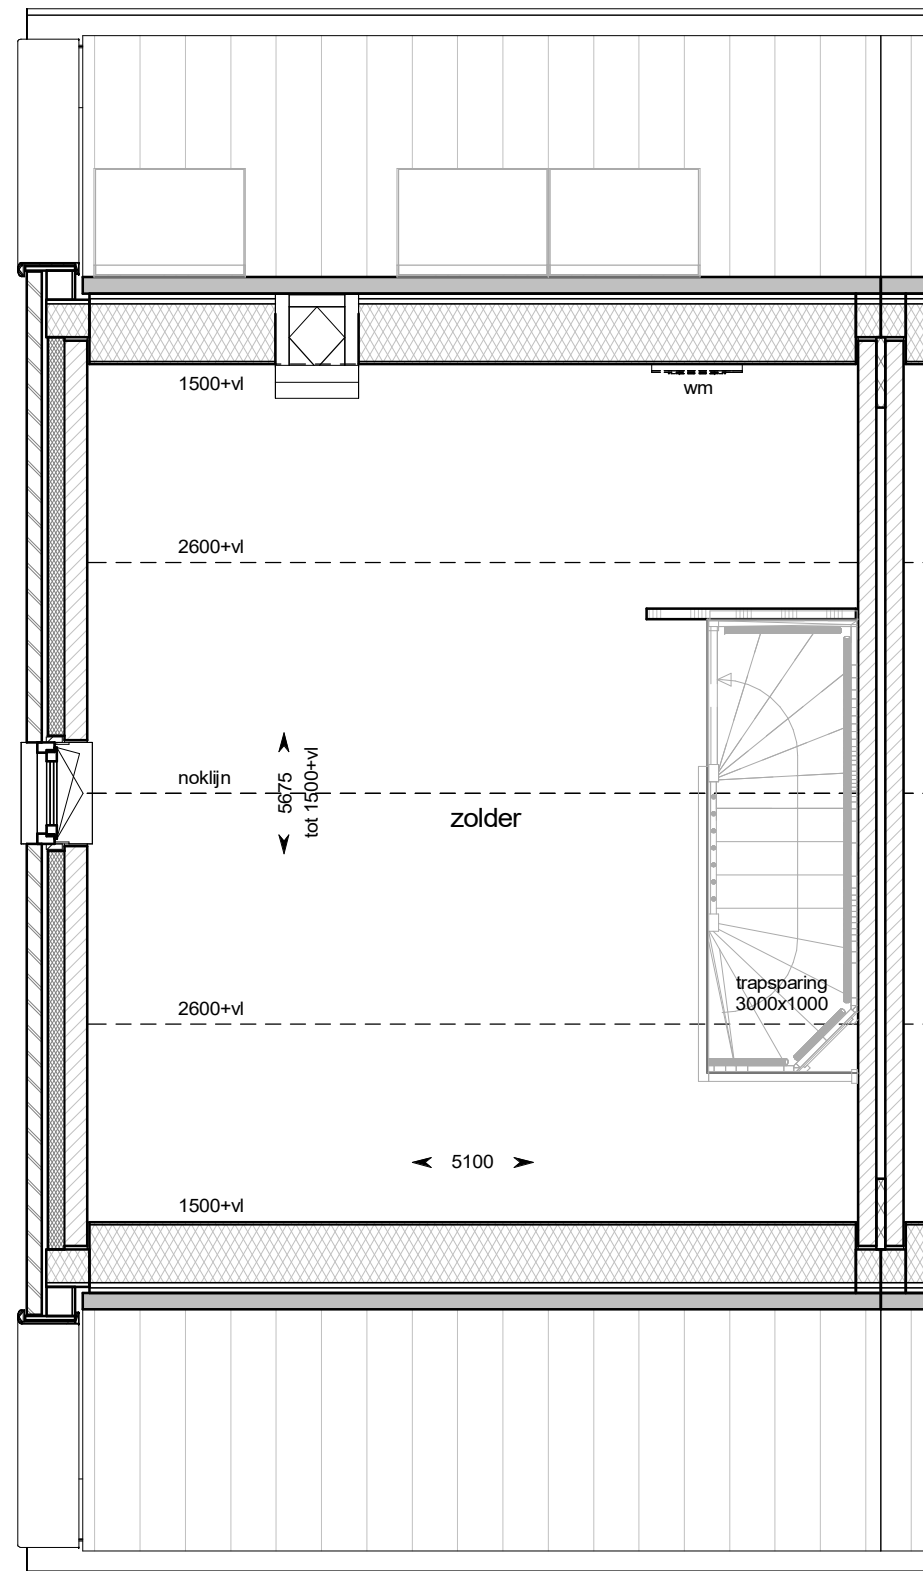 1500+vl
wm
2600+vl
noklijn
5675
tot 1500+vl
zolder
trapsparing
3000x1000
2600+vl
5100
1500+vl